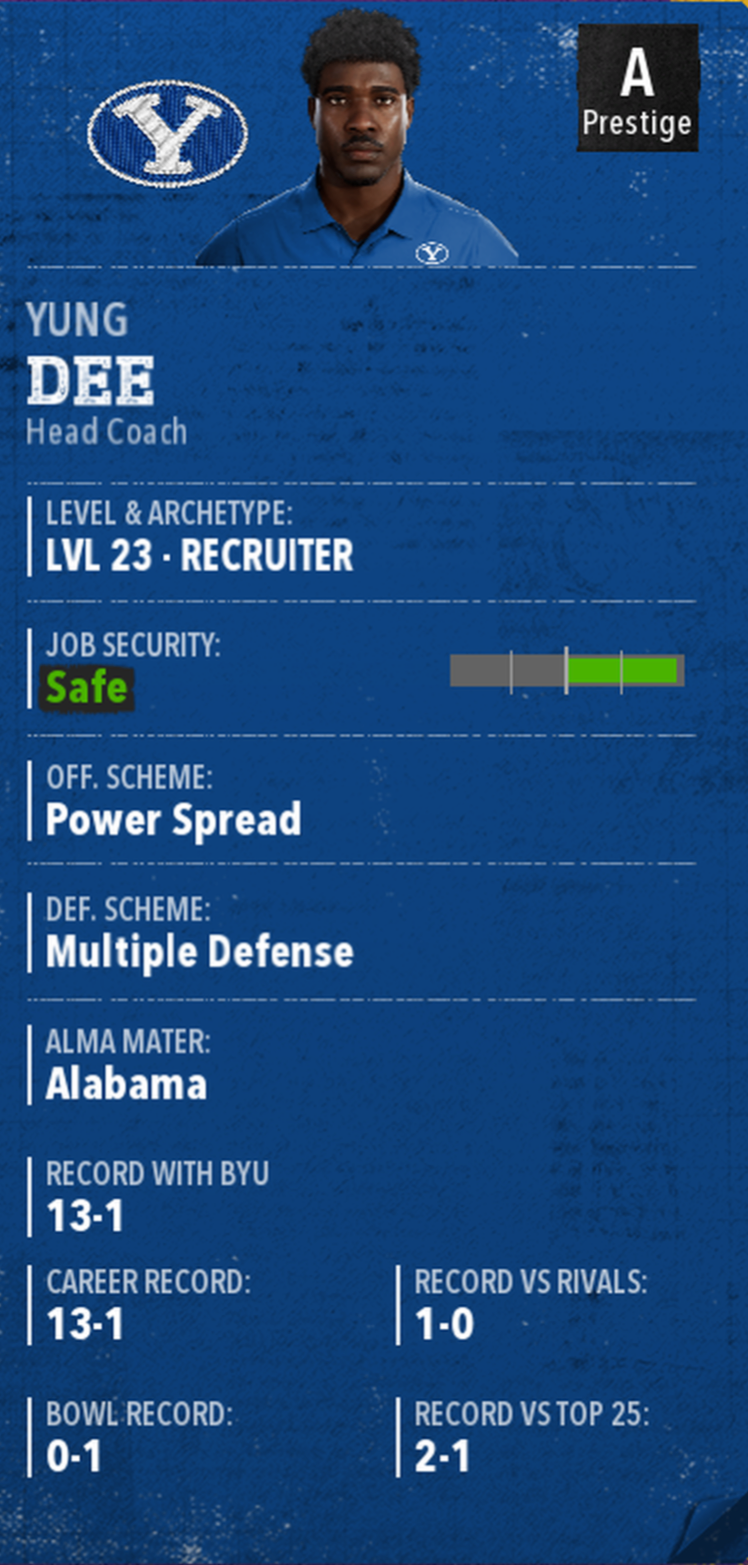 Y
A
Prestige
Y
YUNG
DEE
Head Coach
LEVEL & ARCHETYPE:
LVL 23 · RECRUITER
JOB SECURITY:
Safe
OFF. SCHEME:
Power Spread
DEF. SCHEME:
Multiple Defense
ALMA MATER:
Alabama
RECORD WITH BYU
13-1
CAREER RECORD: RECORD VS RIVALS:
13-1 1-0
BOWL RECORD: RECORD VS TOP 25:
0-1 2-1